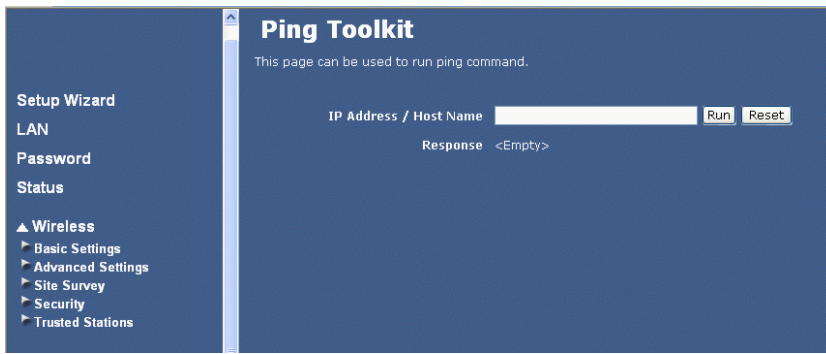 Ping Toolkit
This page can be used to run ping command.
Setup Wizard
LAN
Password
Status
Wireless
Basic Settings
Advanced Settings
Site Survey
Security
Trusted Stations
IP Address / Host Name Run Reset
Response <Empty>